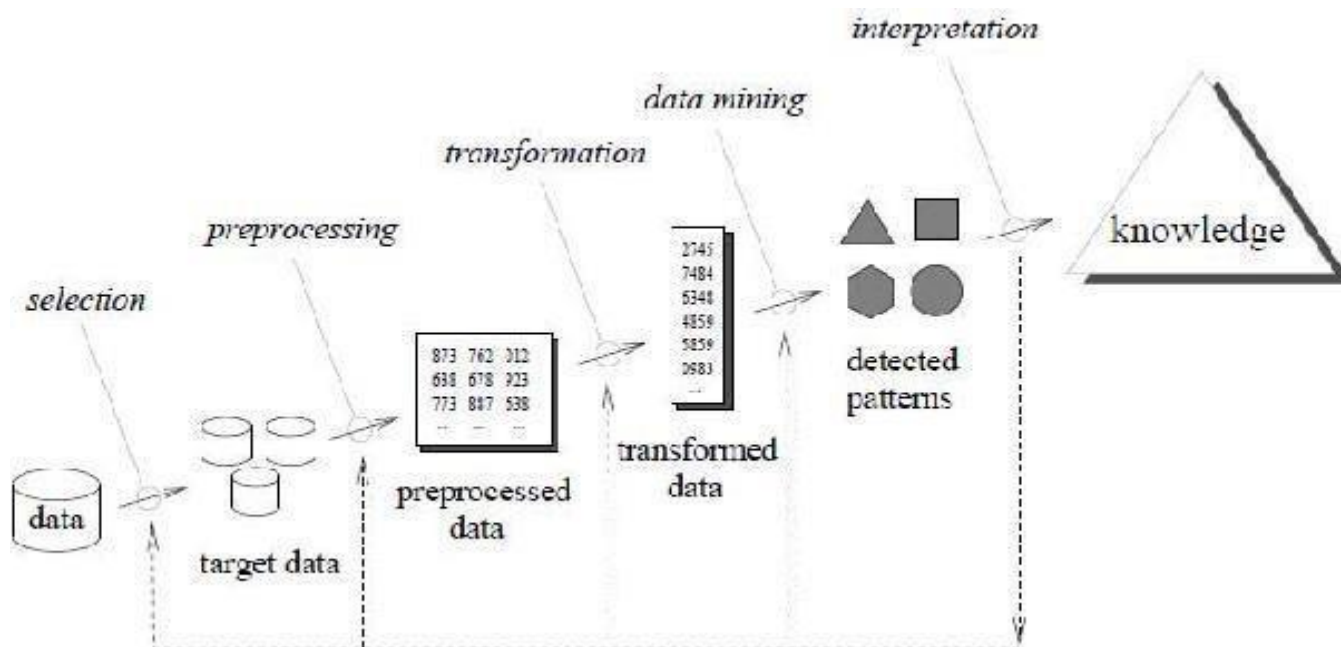 interpretation
data mining
transformation
preprocessing
selection
knowledge
2745
7484
5348
4859
5859
0983
...
873 762 012
638 678 923
773 887 538
... ... ...
detected
patterns
transformed
data
preprocessed
data
data
target data